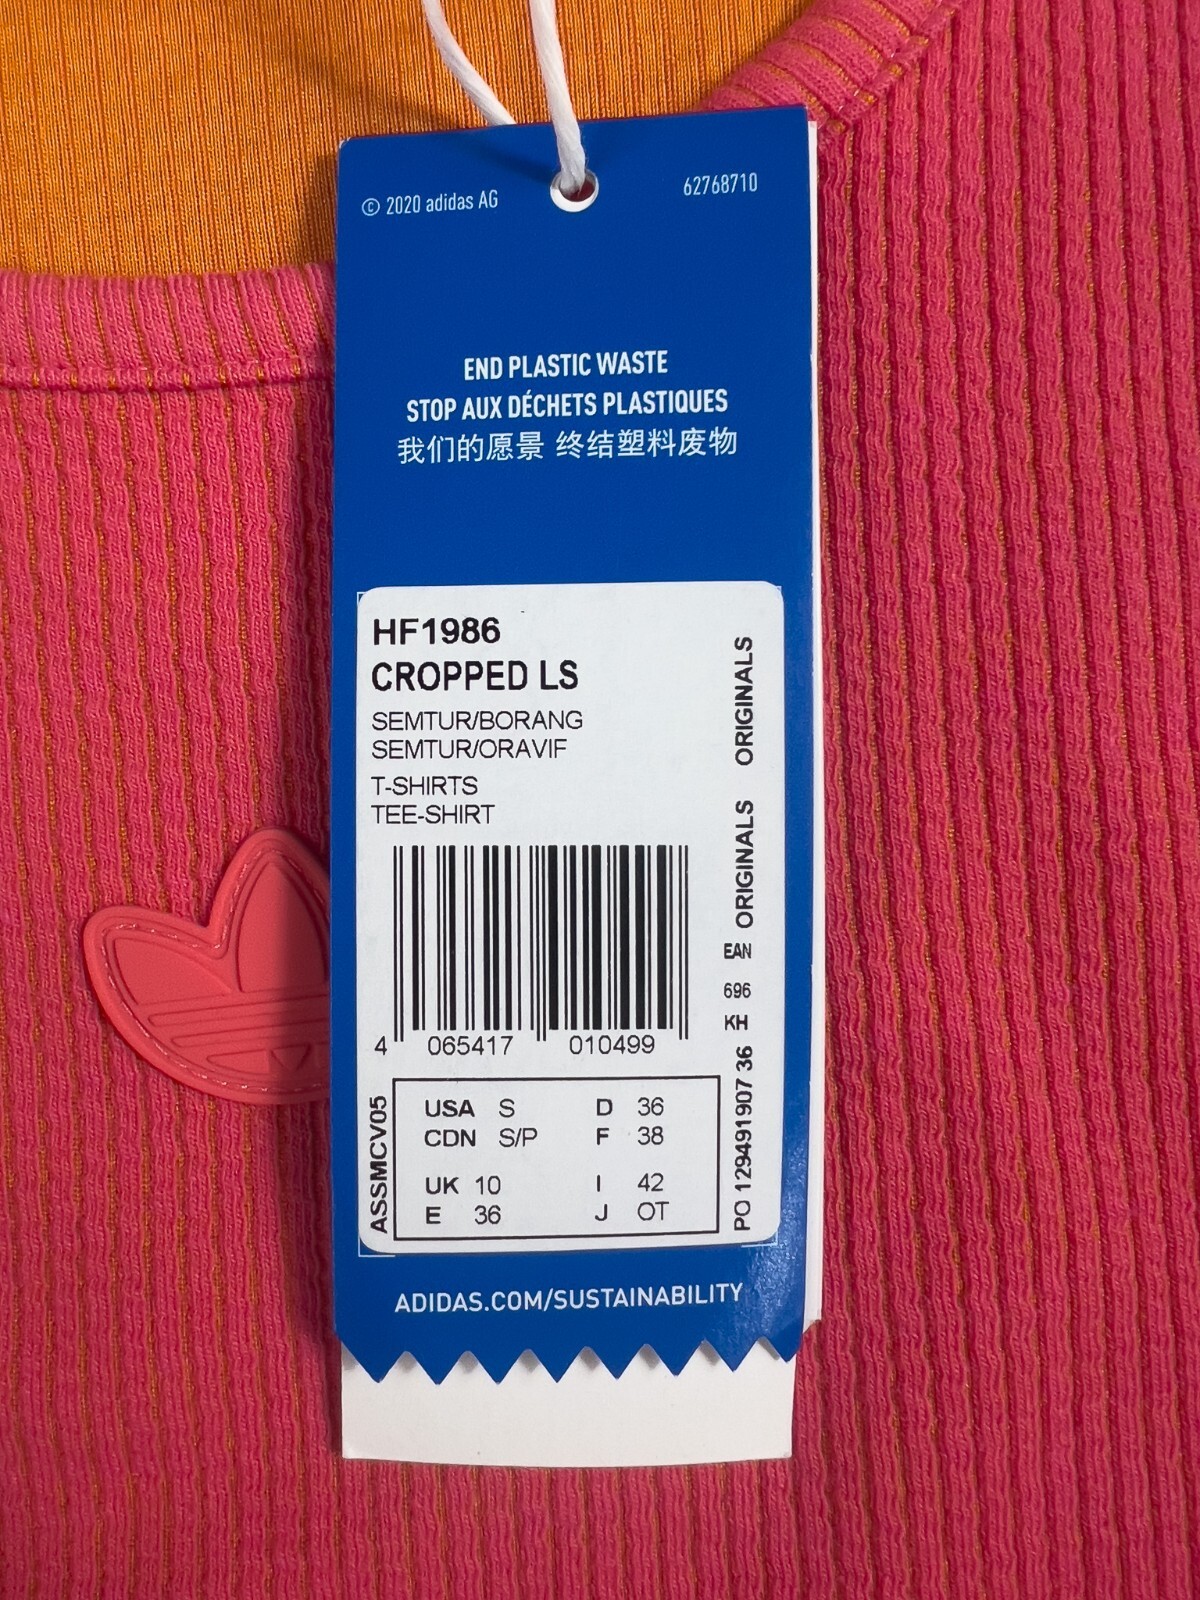 © 2020 adidas AG
62768710
END PLASTIC WASTE
STOP AUX DÉCHETS PLASTIQUES
我们的愿景 终结塑料废物
HF1986
CROPPED LS
SEMTUR/BORANG
SEMTUR/ORAVIF
T-SHIRTS
TEE-SHIRT
ORIGINALS ORIGINALS
EAN
696
KH
PO 129491907 36
4 065417 010499
ASSMCV05
USA S D 36
CDN S/P F 38
UK 10 I 42
E 36 J OT
ADIDAS.COM/SUSTAINABILITY